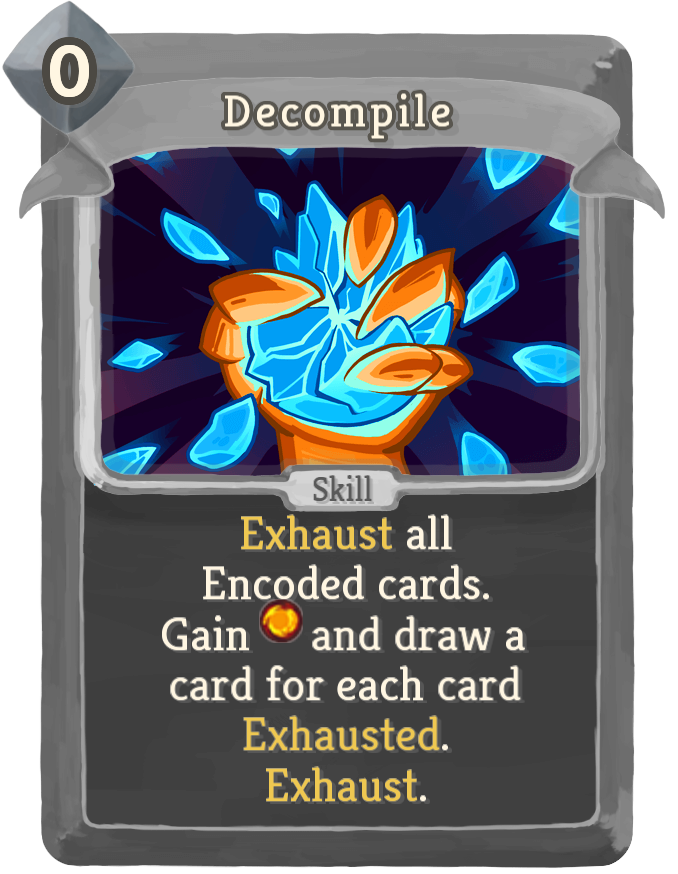 0
Decompile
Skill
Exhaust all
Encoded cards.
Gain and draw a
card for each card
Exhausted.
Exhaust.